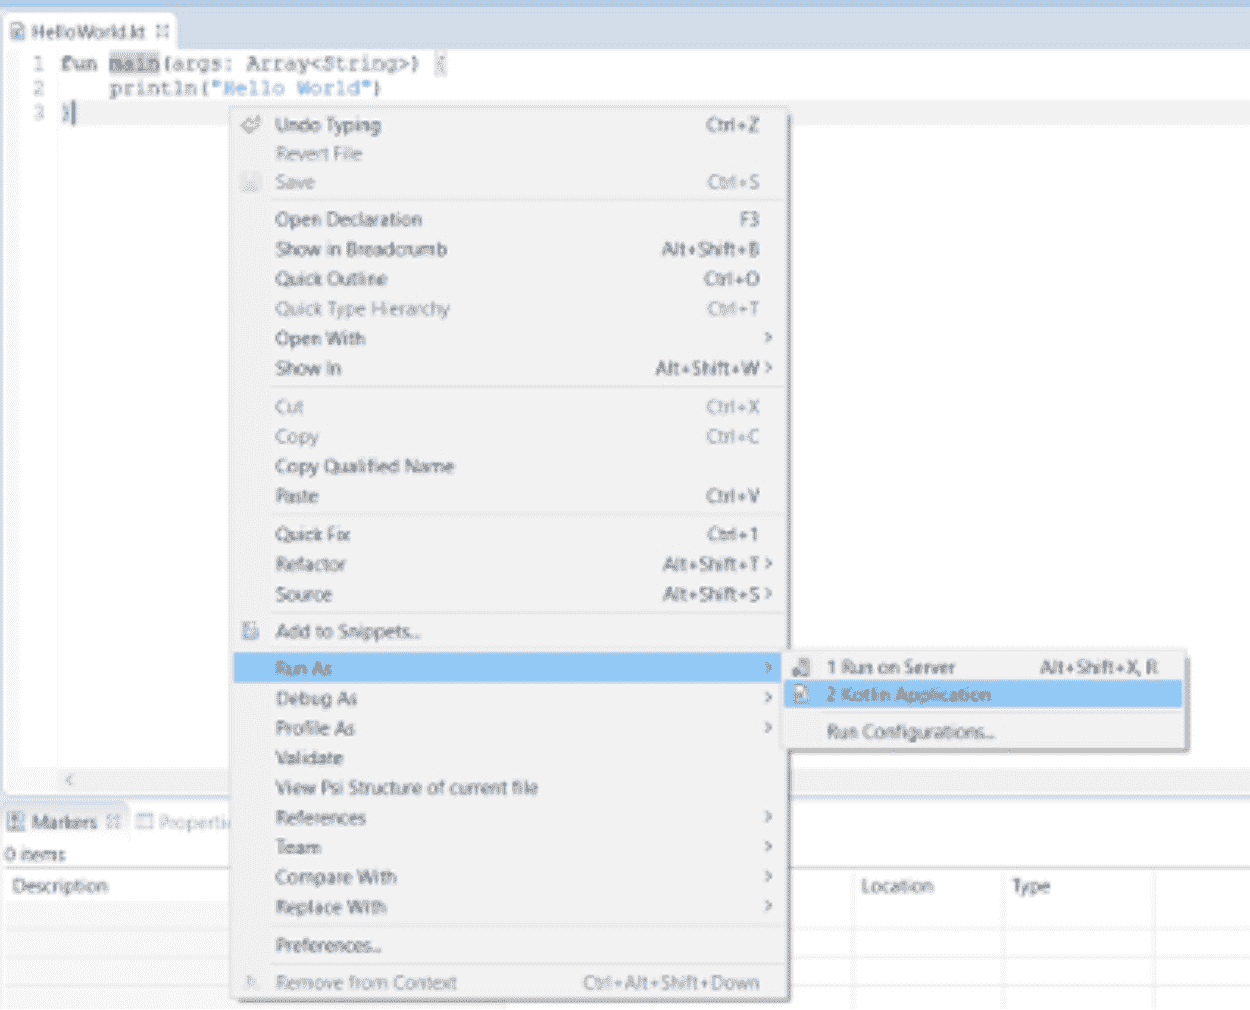 HelloWorld.kt
1 fun main(args: Array<String>) {
2 println("Hello World")
3 }
Undo Typing Ctrl+Z
Revert File
Save Ctrl+S
Open Declaration F3
Show in Breadcrumb Alt+Shift+B
Quick Outline Ctrl+O
Quick Type Hierarchy Ctrl+T
Open With >
Show In Alt+Shift+W >
Cut Ctrl+X
Copy Ctrl+C
Copy Qualified Name
Paste Ctrl+V
Quick Fix Ctrl+1
Refactor Alt+Shift+T >
Source Alt+Shift+S >
Add to Snippets...
Run As >
1 Run on Server Alt+Shift+X, R
2 Kotlin Application
Run Configurations...
Debug As >
Profile As >
Validate
View Psi Structure of current file
References >
Team >
Compare With >
Replace With >
Preferences...
Remove from Context Ctrl+Alt+Shift+Down
Markers Properti
0 items
Description Location Type